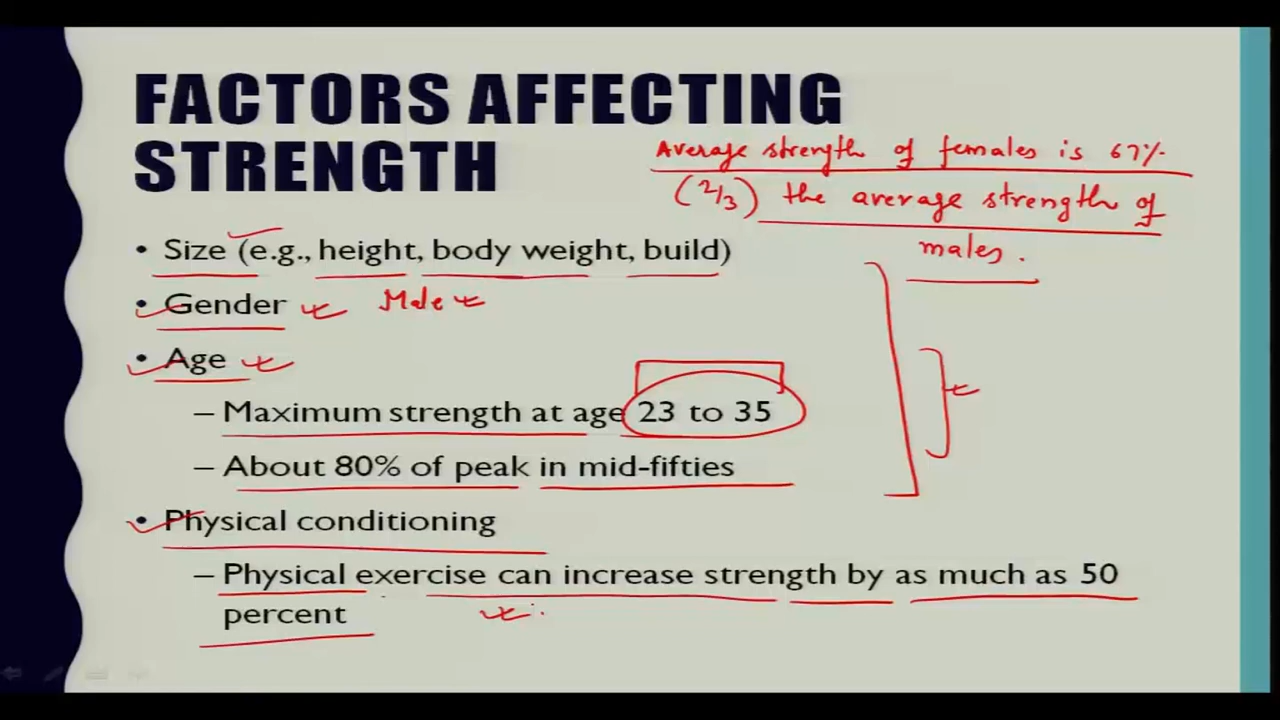 FACTORS AFFECTING
STRENGTH
Average strength of females is 67%
(2/3) the average strength of
males.
• Size (e.g., height, body weight, build)
• Gender Male
• Age
– Maximum strength at age 23 to 35
– About 80% of peak in mid-fifties
• Physical conditioning
– Physical exercise can increase strength by as much as 50
percent